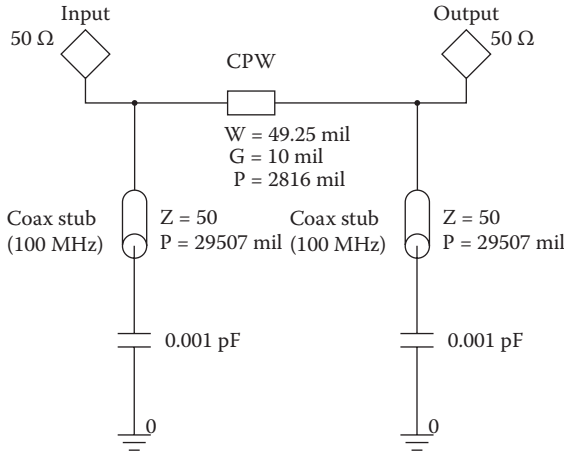 Input
50 Ω
Output
50 Ω
CPW
W = 49.25 mil
G = 10 mil
P = 2816 mil
Coax stub
(100 MHz)
Z = 50
P = 29507 mil
Coax stub
(100 MHz)
Z = 50
P = 29507 mil
0.001 pF
0.001 pF
0
0